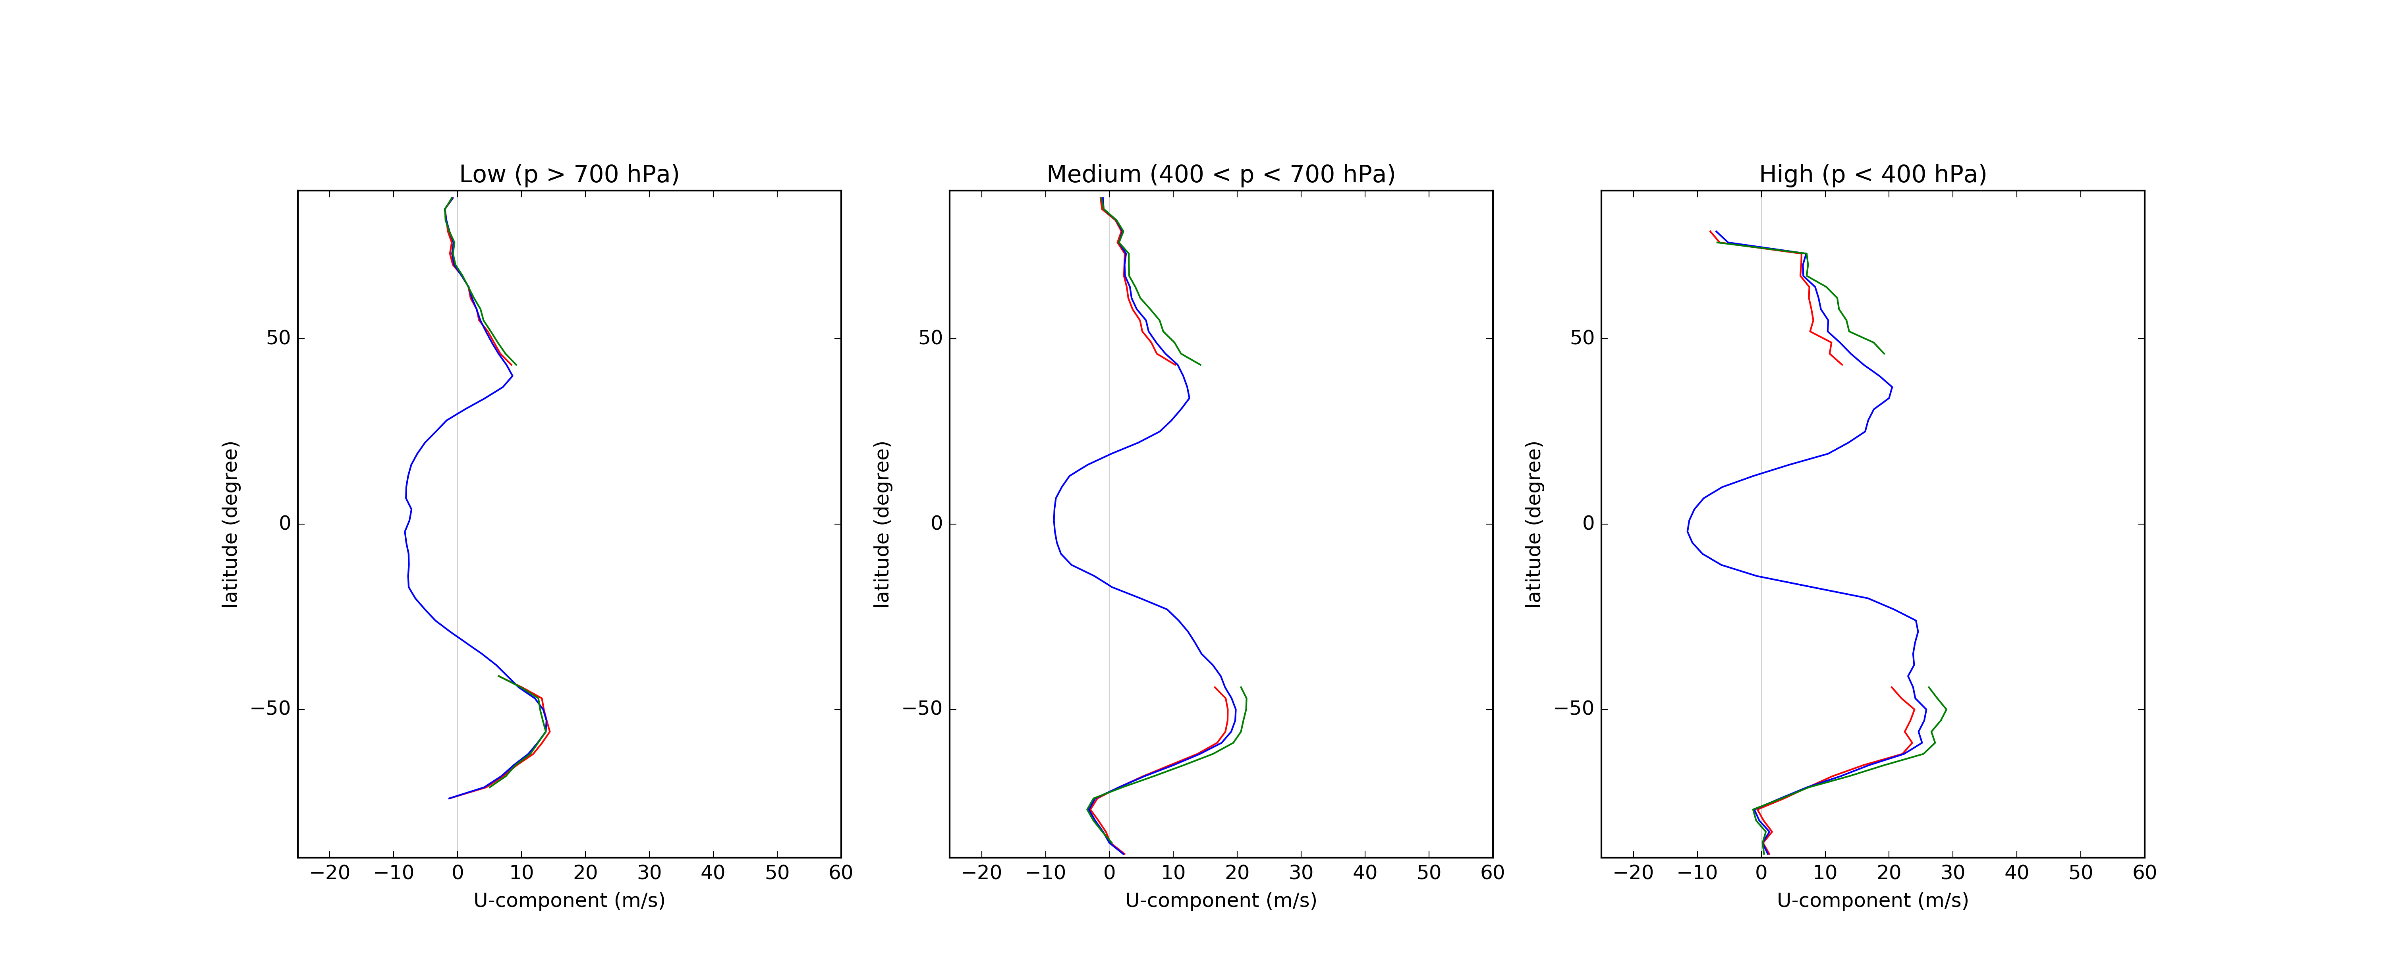 Low (p > 700 hPa)
50
0
−50
latitude (degree)
−20 −10 0 10 20 30 40 50 60
U-component (m/s)
Medium (400 < p < 700 hPa)
50
0
−50
latitude (degree)
−20 −10 0 10 20 30 40 50 60
U-component (m/s)
High (p < 400 hPa)
50
0
−50
latitude (degree)
−20 −10 0 10 20 30 40 50 60
U-component (m/s)